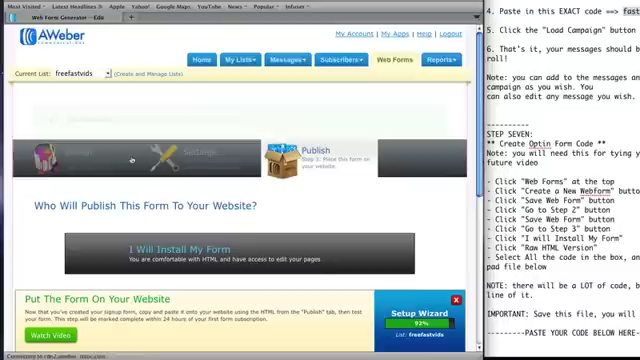 Most Visited
Latest Headlines
Apple
Yahoo!
Google Maps
YouTube
News
Popular
Infuser
Web Form Generator - Edit
AWeber
COMMUNICATIONS
My Account | My Apps | Help | Logout
Home
My Lists
Messages
Subscribers
Web Forms
Reports
Current List: freefastvids (Create and Manage Lists)
Settings
Publish
Step 3: Place this form on
your website.
Who Will Publish This Form To Your Website?
I Will Install My Form
You are comfortable with HTML and have access to edit your pages
Put The Form On Your Website
Now that you've created your signup form, copy and paste it onto your website using the HTML from the "Publish" tab, then test
your form. This step will be marked complete within 24 hours of your first form subscription.
Watch Video
X
Setup Wizard
92%
List: freefastvids
4. Paste in this EXACT code ==> fast
5. Click the "Load Campaign" button
6. That's it, your messages should b
roll!
Note: you can add to the messages an
campaign as you wish. You
can also edit any message you wish.
----------
STEP SEVEN:
** Create Optin Form Code **
Note: you will need this for tying y
future video
- Click "Web Forms" at the top
- Click "Create a New Webform" butto
- Click "Save Web Form" button
- Click "Go to Step 2" button
- Click "Save Web Form" button
- Click "Go to Step 3" button
- Click "I will Install My Form"
- Click "Raw HTML Version"
- Select All the code in the box, an
pad file below
NOTE: there will be a LOT of code, b
line of it.
IMPORTANT: Save this file, you will
---------PASTE YOUR CODE BELOW HERE-